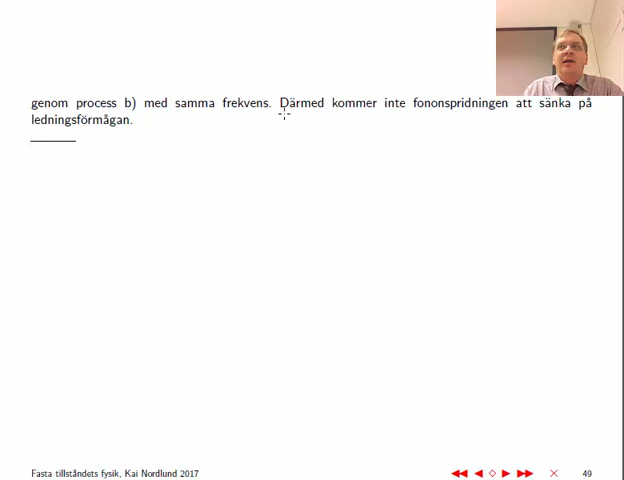 genom process b) med samma frekvens. Därmed kommer inte fononspridningen att sänka på
ledningsförmågan.
Fasta tillståndets fysik, Kai Nordlund 2017
49